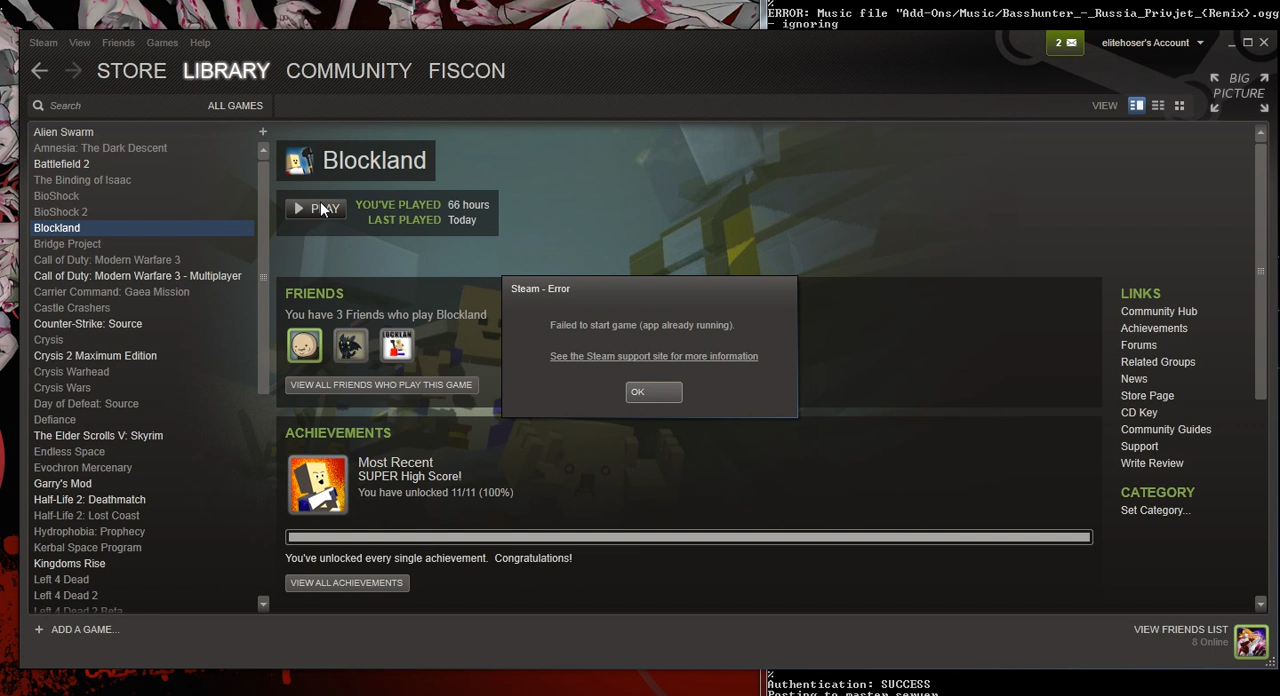 %
ERROR: Music file "Add-Ons/Music/Basshunter_-_Russia_Privjet_(Remix).ogg
- ignoring
Steam View Friends Games Help
2 elitehoser's Account
STORE LIBRARY COMMUNITY FISCON
BIG PICTURE
Search ALL GAMES
VIEW
Alien Swarm
Amnesia: The Dark Descent
Battlefield 2
The Binding of Isaac
BioShock
BioShock 2
Blockland
Bridge Project
Call of Duty: Modern Warfare 3
Call of Duty: Modern Warfare 3 - Multiplayer
Carrier Command: Gaea Mission
Castle Crashers
Counter-Strike: Source
Crysis
Crysis 2 Maximum Edition
Crysis Warhead
Crysis Wars
Day of Defeat: Source
Defiance
The Elder Scrolls V: Skyrim
Endless Space
Evochron Mercenary
Garry's Mod
Half-Life 2: Deathmatch
Half-Life 2: Lost Coast
Hydrophobia: Prophecy
Kerbal Space Program
Kingdoms Rise
Left 4 Dead
Left 4 Dead 2
Left 4 Dead 2 Beta
+ ADD A GAME...
Blockland
PLAY
YOU'VE PLAYED 66 hours
LAST PLAYED Today
FRIENDS
You have 3 Friends who play Blockland
BLOCKLAND
VIEW ALL FRIENDS WHO PLAY THIS GAME
Steam - Error
Failed to start game (app already running).
See the Steam support site for more information
OK
ACHIEVEMENTS
Most Recent
SUPER High Score!
You have unlocked 11/11 (100%)
You've unlocked every single achievement. Congratulations!
VIEW ALL ACHIEVEMENTS
LINKS
Community Hub
Achievements
Forums
Related Groups
News
Store Page
CD Key
Community Guides
Support
Write Review
CATEGORY
Set Category...
VIEW FRIENDS LIST
8 Online
%
Authentication: SUCCESS
Posting to master server